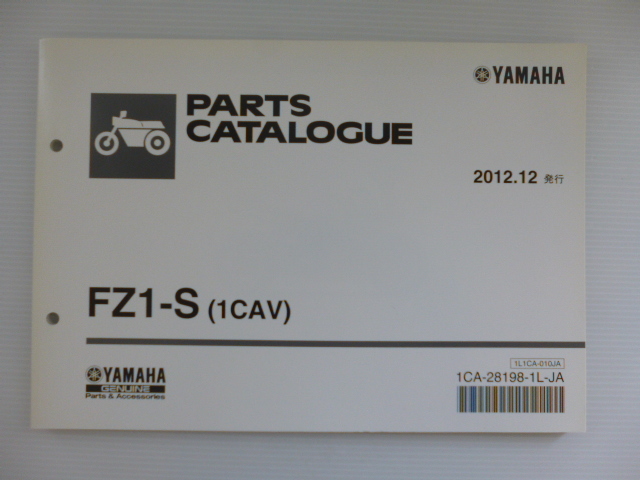 YAMAHA
PARTS
CATALOGUE
2012.12 発行
FZ1-S (1CAV)
YAMAHA
GENUINE
Parts & Accessories
1L1CA-010JA
1CA-28198-1L-JA